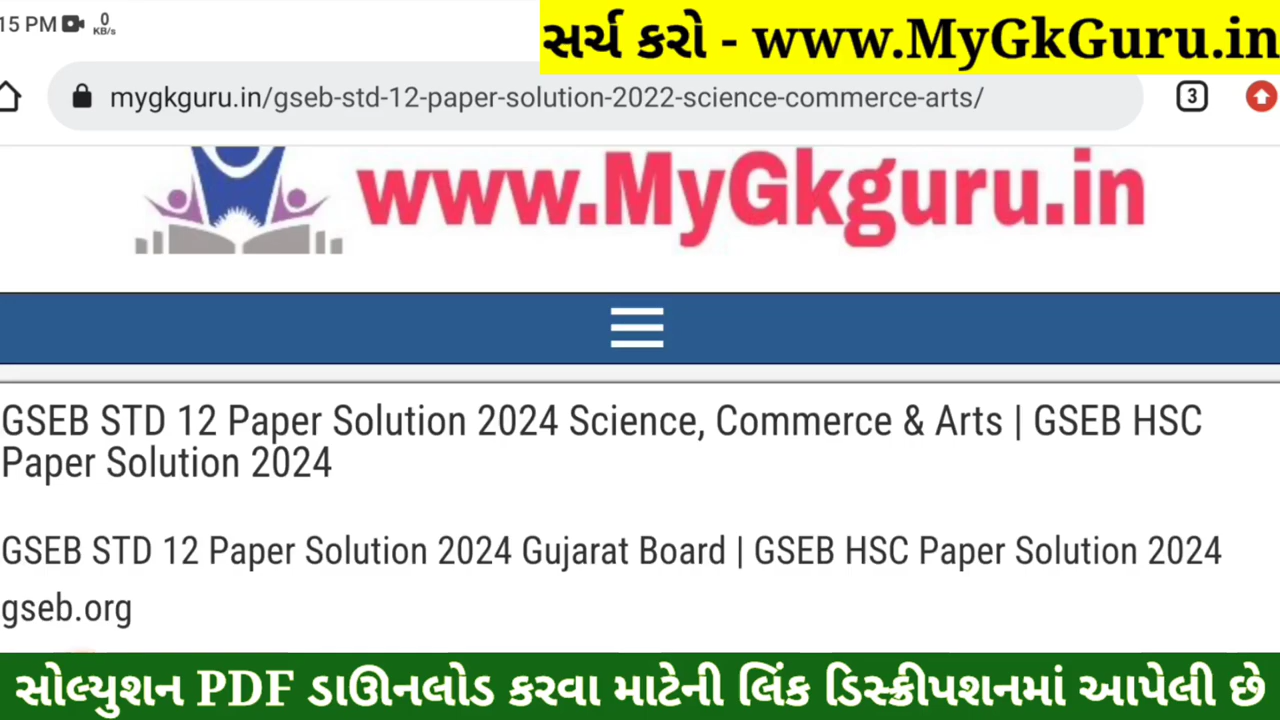 15 PM 0 KB/s
સર્ચ કરો - www.MyGkGuru.in
mygkguru.in/gseb-std-12-paper-solution-2022-science-commerce-arts/ 3
www.MyGkguru.in
GSEB STD 12 Paper Solution 2024 Science, Commerce & Arts | GSEB HSC
Paper Solution 2024
GSEB STD 12 Paper Solution 2024 Gujarat Board | GSEB HSC Paper Solution 2024
gseb.org
સોલ્યુશન PDF ડાઊનલોડ કરવા માટેની લિંક ડિસ્ક્રીપશનમાં આપેલી છે